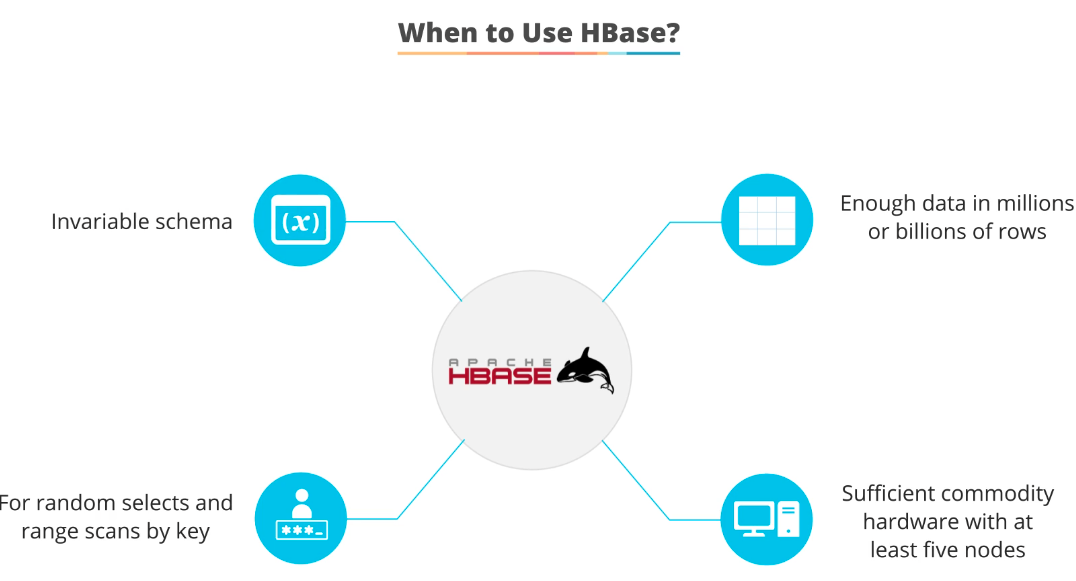 When to Use HBase?
Invariable schema
(x)
Enough data in millions
or billions of rows
APACHE
HBASE
For random selects and
range scans by key
***_
Sufficient commodity
hardware with at
least five nodes